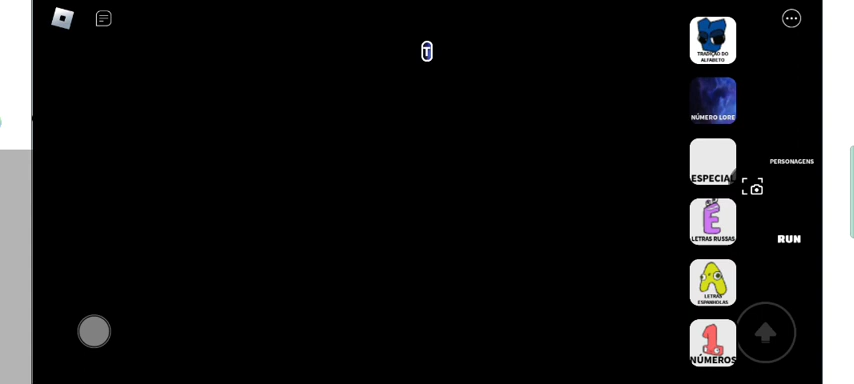 T
TRADIÇÃO DO
ALFABETO
NÚMERO LORE
ESPECIAL
PERSONAGENS
LETRAS RUSSAS
RUN
LETRAS
ESPANHOLAS
NÚMEROS